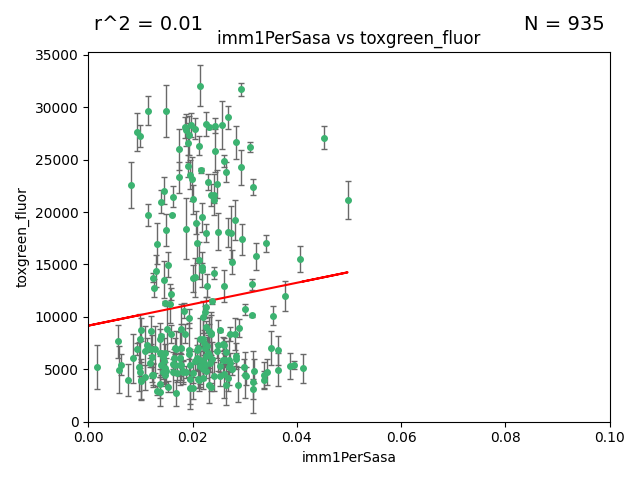 r^2 = 0.01
N = 935
imm1PerSasa vs toxgreen_fluor
35000
30000
25000
20000
15000
10000
5000
0
toxgreen_fluor
0.00
0.02
0.04
0.06
0.08
0.10
imm1PerSasa